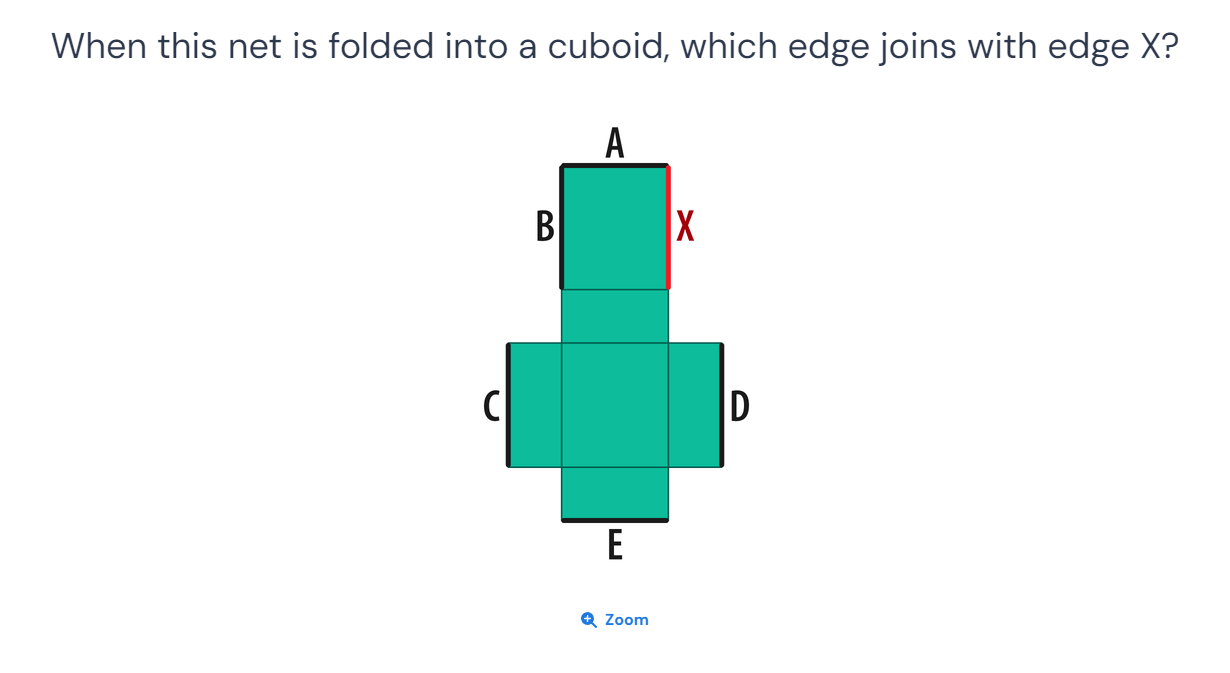 When this net is folded into a cuboid, which edge joins with edge X?
A
B X
C D
E
Zoom